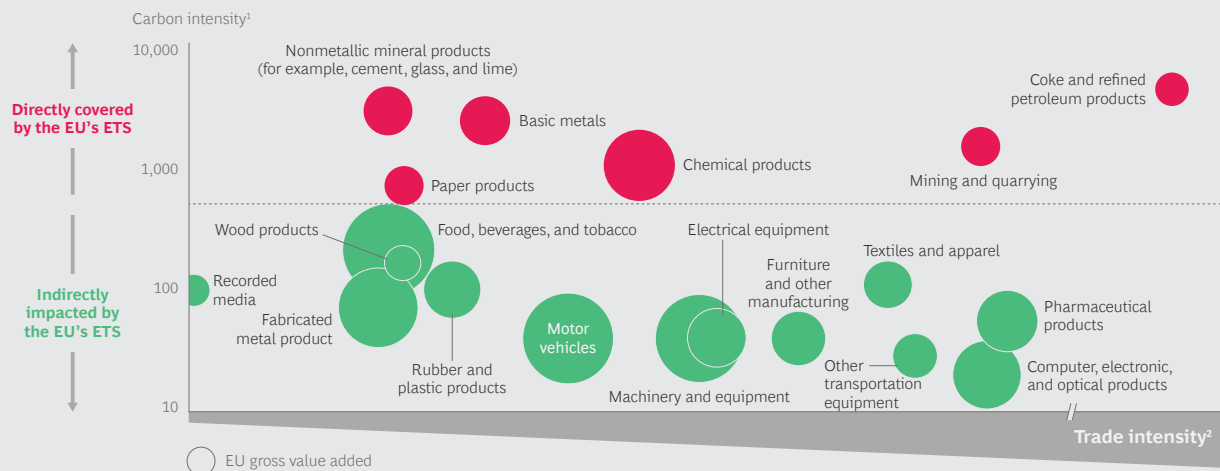 Carbon intensity¹
10,000
1,000
100
10
Directly covered
by the EU's ETS
Indirectly
impacted by
the EU's ETS
Nonmetallic mineral products
(for example, cement, glass, and lime)
Basic metals
Paper products
Chemical products
Coke and refined
petroleum products
Mining and quarrying
Wood products
Food, beverages, and tobacco
Recorded
media
Fabricated
metal product
Rubber and
plastic products
Motor
vehicles
Electrical equipment
Machinery and equipment
Furniture
and other
manufacturing
Textiles and apparel
Other
transportation
equipment
Pharmaceutical
products
Computer, electronic,
and optical products
Trade intensity²
EU gross value added